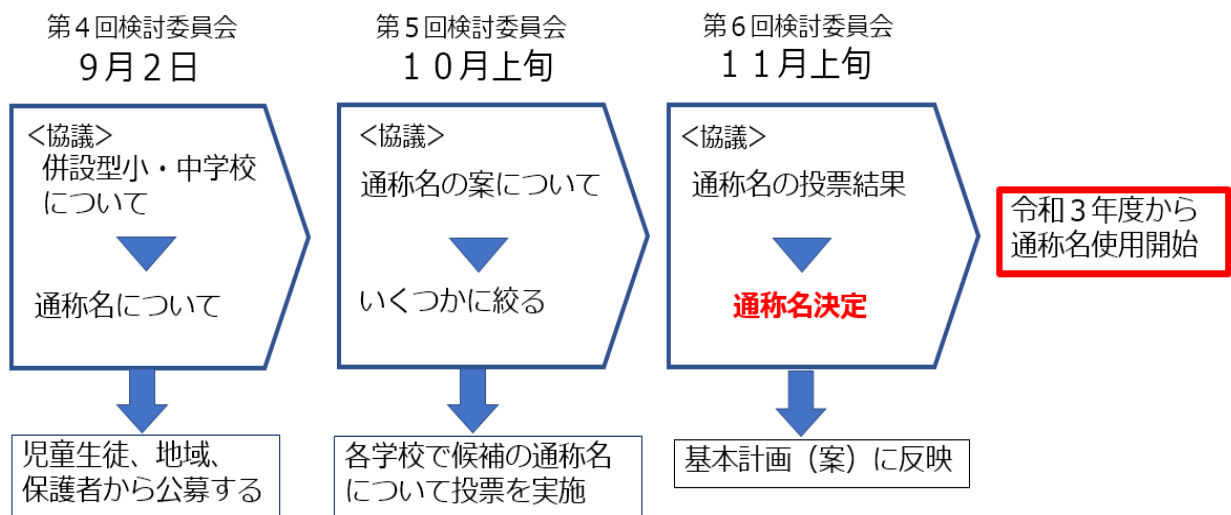 第４回検討委員会
９月２日
＜協議＞
併設型小・中学校
について
通称名について
児童生徒、地域、
保護者から公募する
第５回検討委員会
１０月上旬
＜協議＞
通称名の案について
いくつかに絞る
各学校で候補の通称名
について投票を実施
第６回検討委員会
１１月上旬
＜協議＞
通称名の投票結果
通称名決定
基本計画（案）に反映
令和３年度から
通称名使用開始